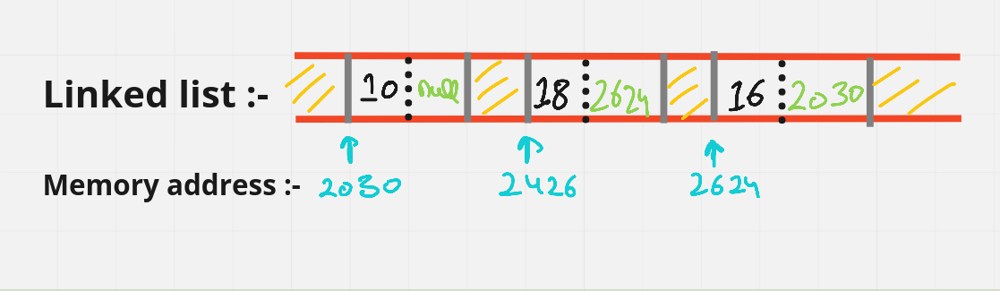 Linked list :- 10 null 18 2624 16 2030
Memory address :- 2030 2426 2624